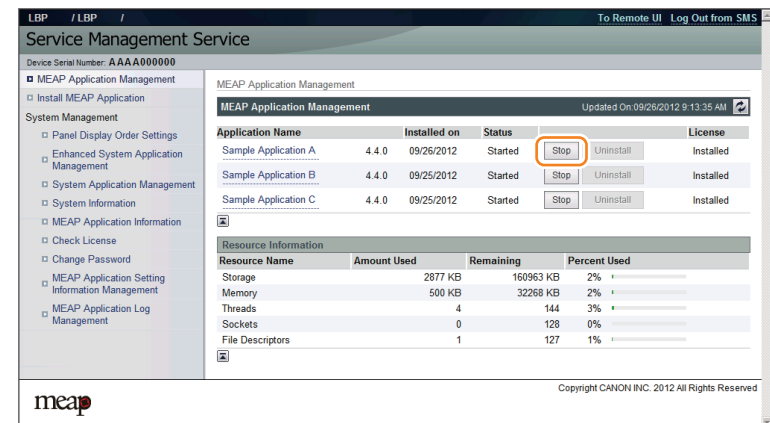 LBP / LBP /
To Remote UI Log Out from SMS
Service Management Service
Device Serial Number: AAAA000000
MEAP Application Management
Install MEAP Application
System Management
Panel Display Order Settings
Enhanced System Application
Management
System Application Management
System Information
MEAP Application Information
Check License
Change Password
MEAP Application Setting
Information Management
MEAP Application Log
Management
MEAP Application Management
MEAP Application Management Updated On:09/26/2012 9:13:35 AM
Application Name Installed on Status License
Sample Application A 4.4.0 09/26/2012 Started Stop Uninstall Installed
Sample Application B 4.4.0 09/25/2012 Started Stop Uninstall Installed
Sample Application C 4.4.0 09/25/2012 Started Stop Uninstall Installed
Resource Information
Resource Name Amount Used Remaining Percent Used
Storage 2877 KB 160963 KB 2%
Memory 500 KB 32268 KB 2%
Threads 4 144 3%
Sockets 0 128 0%
File Descriptors 1 127 1%
Copyright CANON INC. 2012 All Rights Reserved
meap